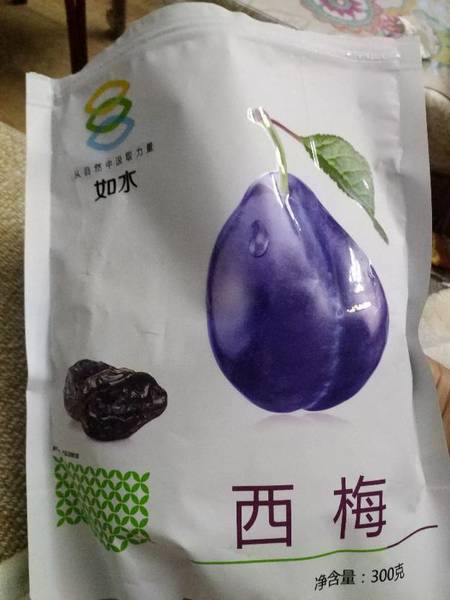 从自然中汲取力量
如水
西梅
净含量：300克